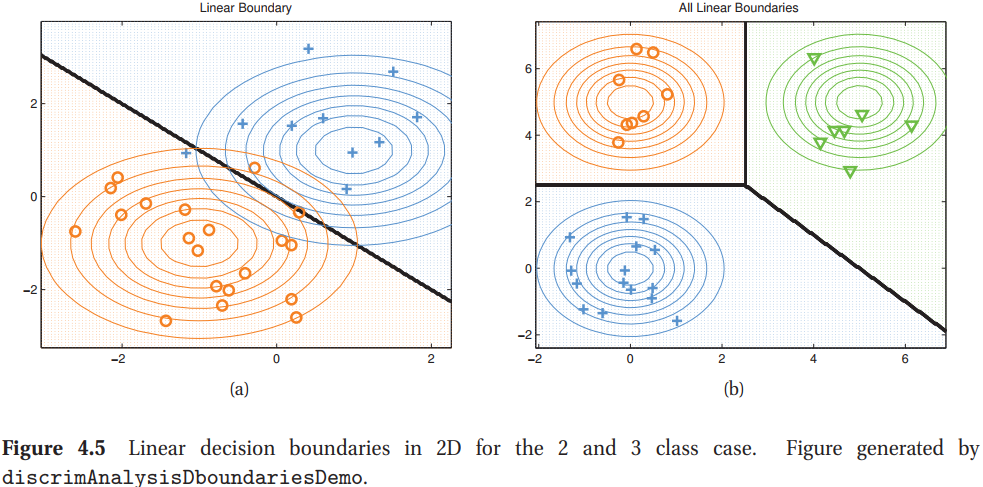 Linear Boundary
2
0
−2
−2
0
2
(a)
All Linear Boundaries
6
4
2
0
−2
−2
0
2
4
6
(b)
Figure 4.5 Linear decision boundaries in 2D for the 2 and 3 class case. Figure generated by
discrimAnalysisDboundariesDemo.